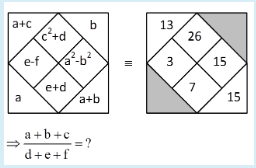 a+c b 13
c²+d 26
e-f a²-b² ≡ 3 15
e+d 7
a a+b 15
⇒ a+b+c / d+e+f = ?